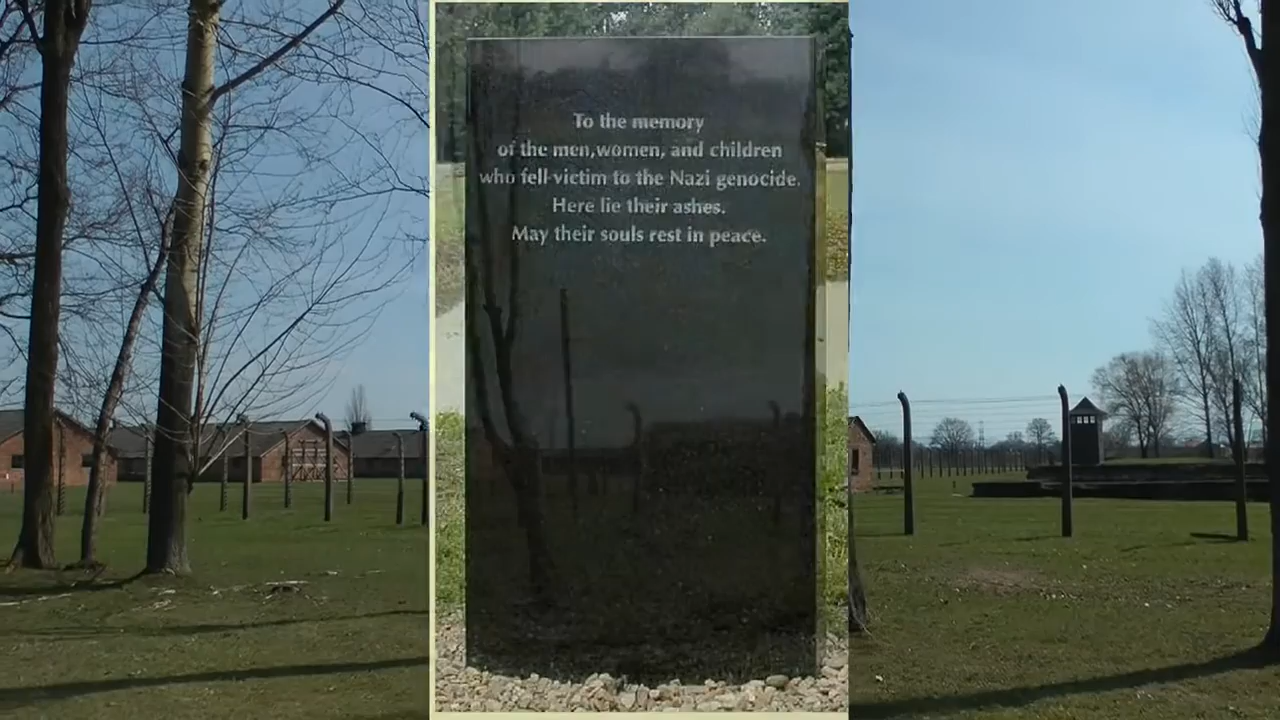 To the memory
of the men,women, and children
who fell victim to the Nazi genocide.
Here lie their ashes.
May their souls rest in peace.